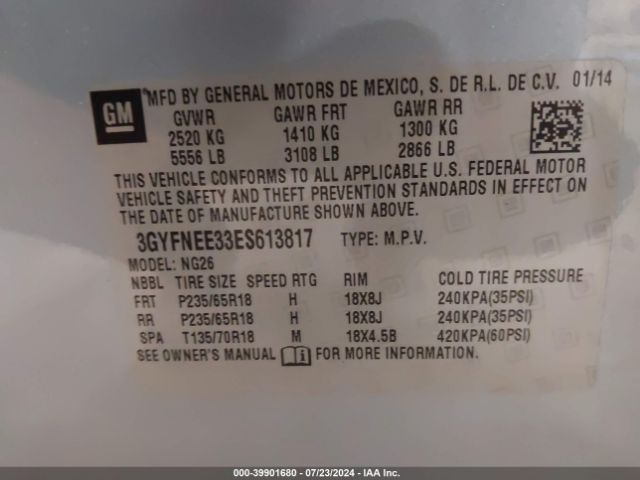 GM
MFD BY GENERAL MOTORS DE MEXICO, S. DE R.L. DE C.V. 01/14
GVWR GAWR FRT GAWR RR
2520 KG 1410 KG 1300 KG
5556 LB 3108 LB 2866 LB
THIS VEHICLE CONFORMS TO ALL APPLICABLE U.S. FEDERAL MOTOR
VEHICLE SAFETY AND THEFT PREVENTION STANDARDS IN EFFECT ON
THE DATE OF MANUFACTURE SHOWN ABOVE.
3GYFNEE33ES613817 TYPE: M.P.V.
MODEL: NG26
NBBL TIRE SIZE SPEED RTG RIM COLD TIRE PRESSURE
FRT P235/65R18 H 18X8J 240KPA(35PSI)
RR P235/65R18 H 18X8J 240KPA(35PSI)
SPA T135/70R18 M 18X4.5B 420KPA(60PSI)
SEE OWNER'S MANUAL FOR MORE INFORMATION.
000-39901680 - 07/23/2024 - IAA Inc.